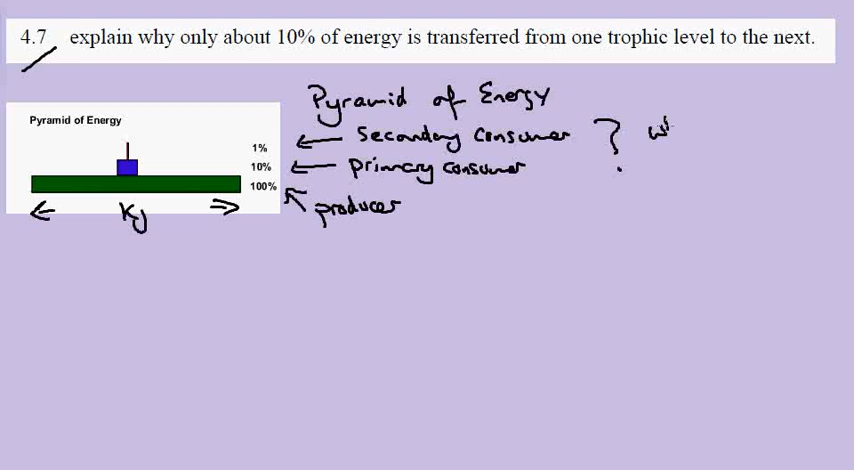 4.7 explain why only about 10% of energy is transferred from one trophic level to the next.
Pyramid of Energy
Pyramid of Energy
1% ← Secondary Consumer ?
10% ← primary consumer
100% producer
← KJ →